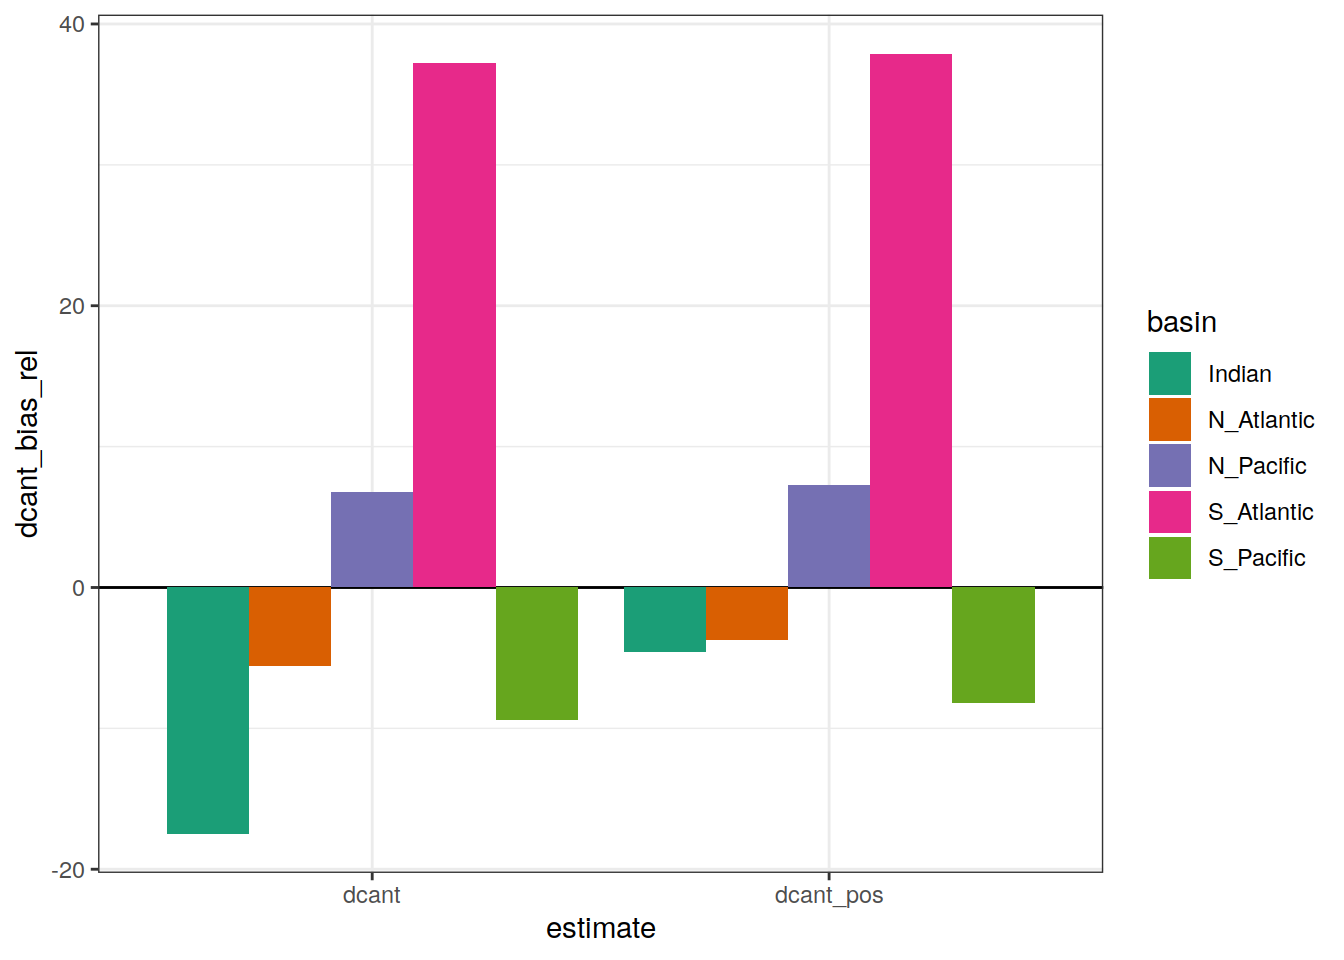 40
20
0
-20
dcant_bias_rel
dcant
dcant_pos
estimate
basin
Indian
N_Atlantic
N_Pacific
S_Atlantic
S_Pacific